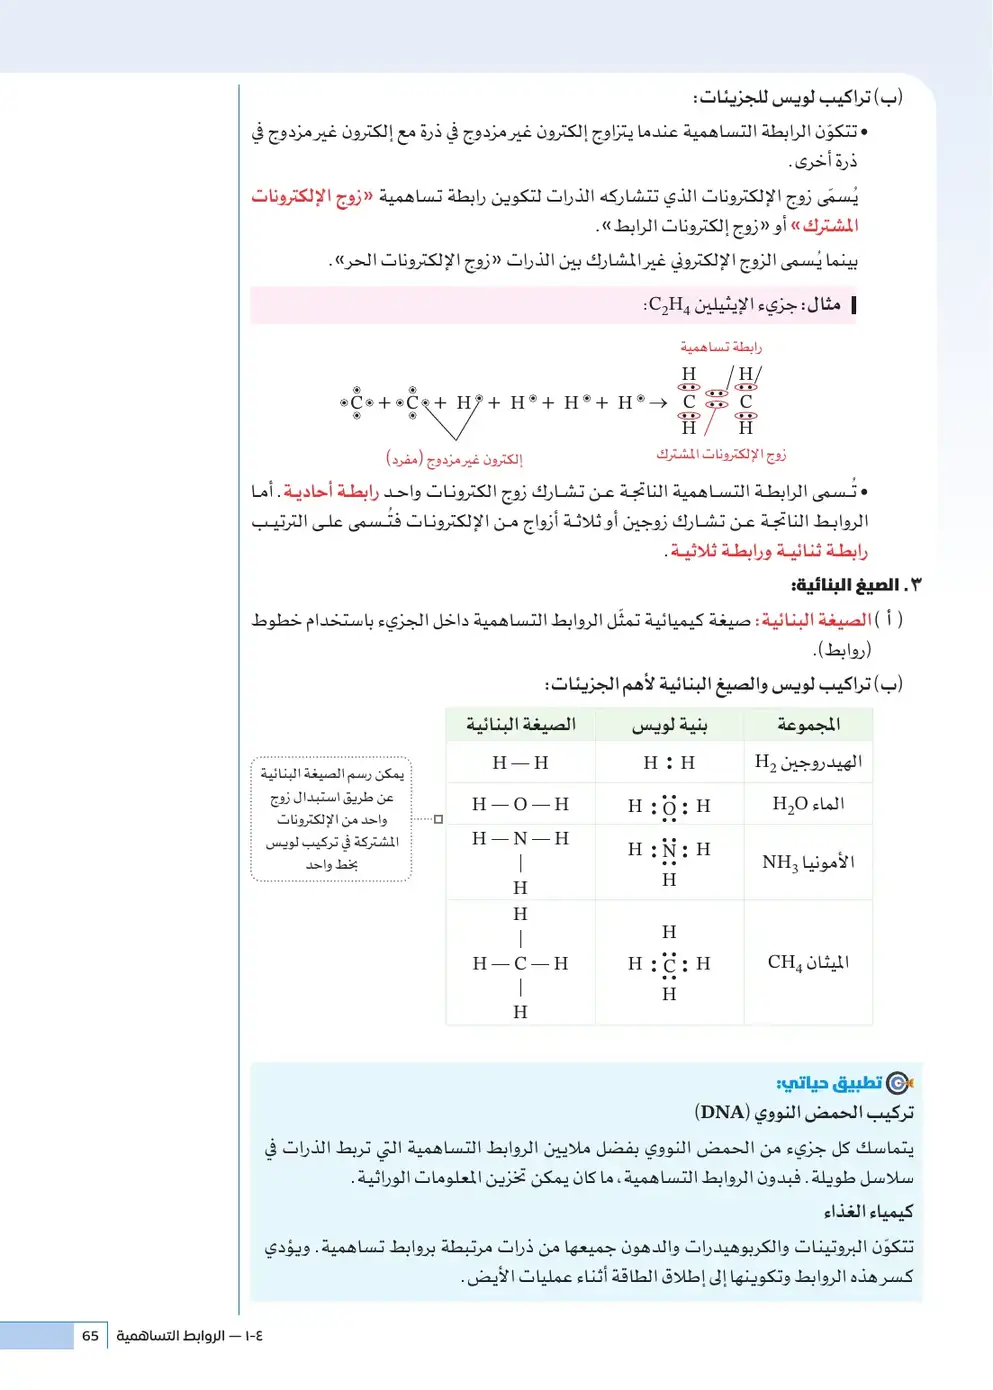 (ب) تراكيب لويس للجزيئات:
• تتكوّن الرابطة التساهمية عندما يتزاوج إلكترون غير مزدوج في ذرة مع إلكترون غير مزدوج في
ذرة أخرى.
يُسمَى زوج الإلكترونات الذي تتشاركه الذرات لتكوين رابطة تساهمية «زوج الإلكترونات
المشترك» أو «زوج إلكترونات الرابط».
بينما يُسمى الزوج الإلكتروني غير المشارك بين الذرات «زوج الإلكترونات الحر».
مثال: جزيء الإيثيلين C₂H₄:
رابطة تساهمية
H H
C + C + H + H + H + H → C C
H H
إلكترون غير مزدوج (مفرد)
زوج الإلكترونات المشترك
• تُسمى الرابطة التساهمية الناتجة عن تشارك زوج الكترونات واحد رابطة أحادية. أما
الروابط الناتجة عن تشارك زوجين أو ثلاثة أزواج من الإلكترونات فتُسمى على الترتيب
رابطة ثنائية ورابطة ثلاثية.
٣. الصيغ البنائية:
( أ ) الصيغة البنائية: صيغة كيميائية تمثّل الروابط التساهمية داخل الجزيء باستخدام خطوط
(روابط).
(ب) تراكيب لويس والصيغ البنائية لأهم الجزيئات:
المجموعة بنية لويس الصيغة البنائية
الهيدروجين H₂ H : H H — H
الماء H₂O H : O : H H — O — H
الأمونيا NH₃ H : N : H H — N — H
H |
H
H
H |
الميثان CH₄ H : C : H H — C — H
H |
H
يمكن رسم الصيغة البنائية
عن طريق استبدال زوج
واحد من الإلكترونات
المشتركة في تركيب لويس
بخط واحد
تطبيق حياتي:
تركيب الحمض النووي (DNA)
يتماسك كل جزيء من الحمض النووي بفضل ملايين الروابط التساهمية التي تربط الذرات في
سلاسل طويلة. فبدون الروابط التساهمية، ما كان يمكن تخزين المعلومات الوراثية.
كيمياء الغذاء
تتكوّن البروتينات والكربوهيدرات والدهون جميعها من ذرات مرتبطة بروابط تساهمية. ويؤدي
كسر هذه الروابط وتكوينها إلى إطلاق الطاقة أثناء عمليات الأيض.
٤-١ — الروابط التساهمية 65